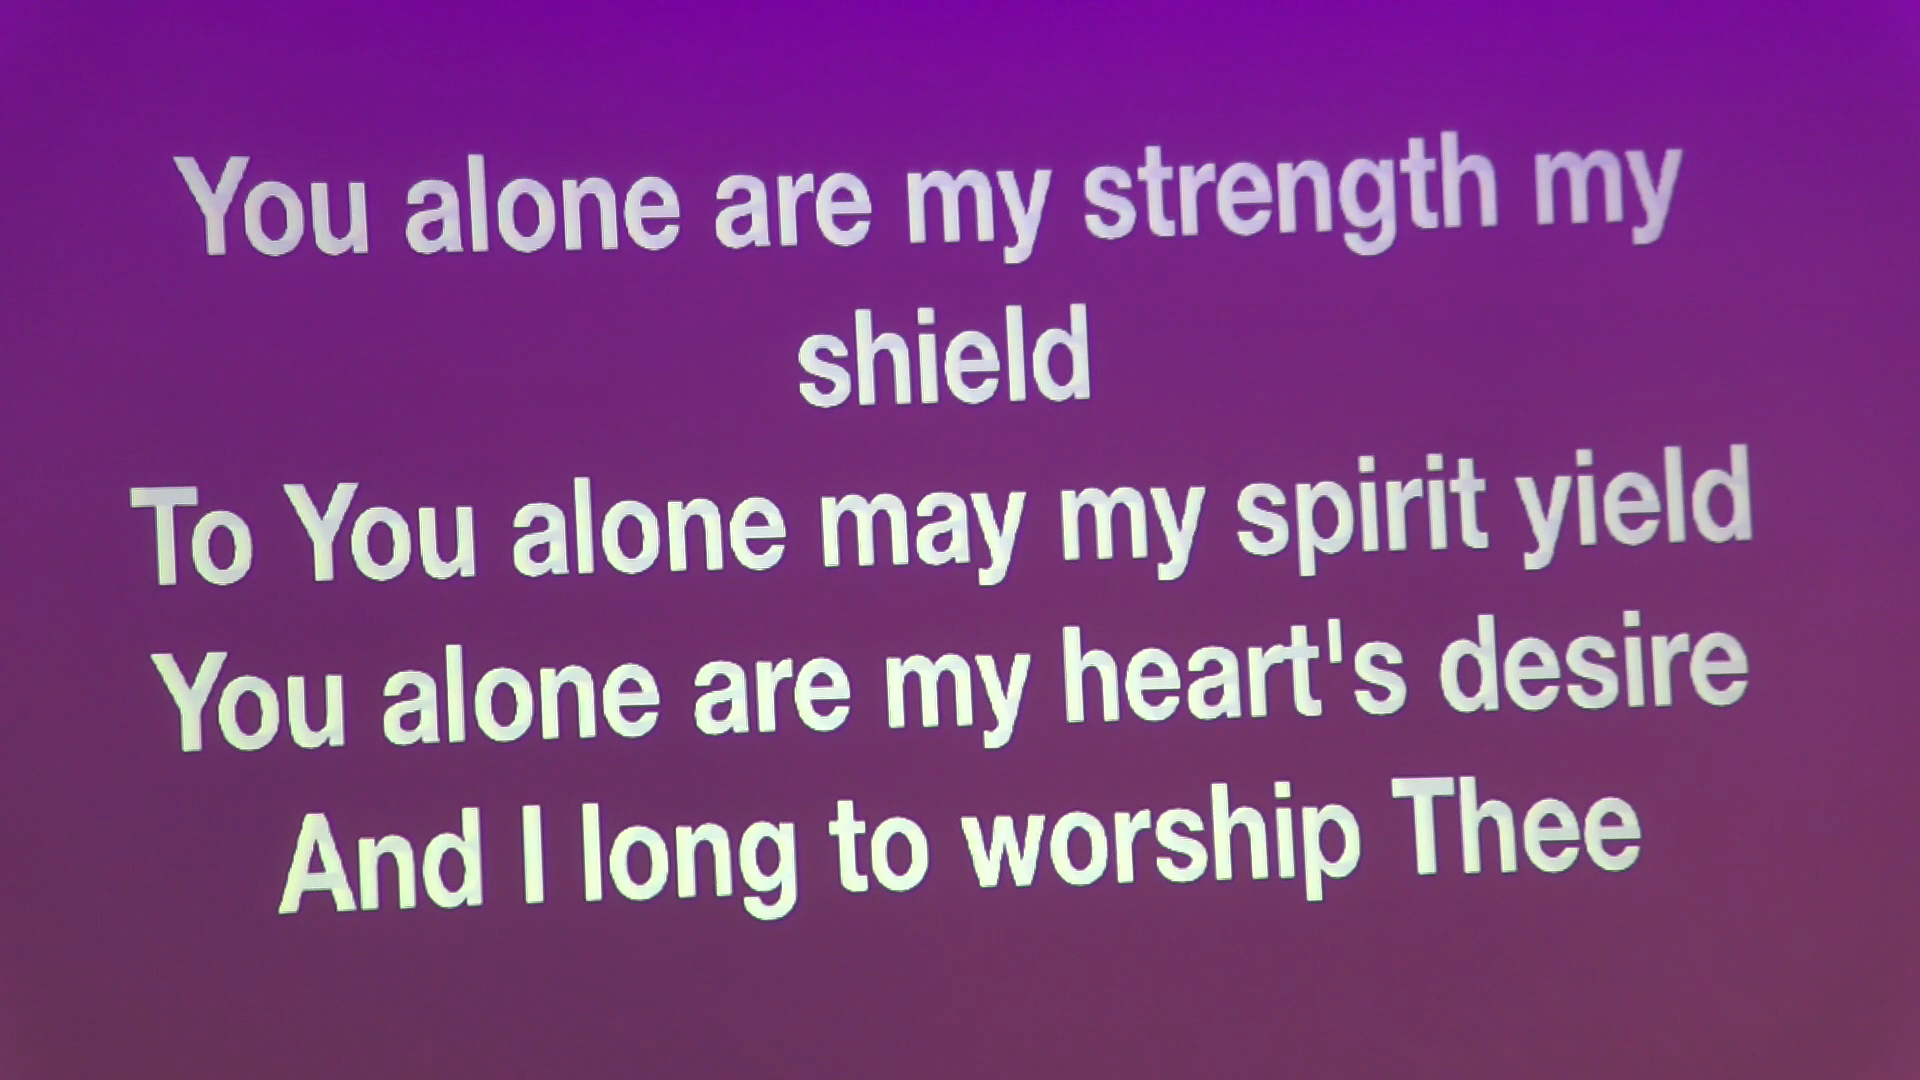 You alone are my strength my
shield
To You alone may my spirit yield
You alone are my heart's desire
And I long to worship Thee